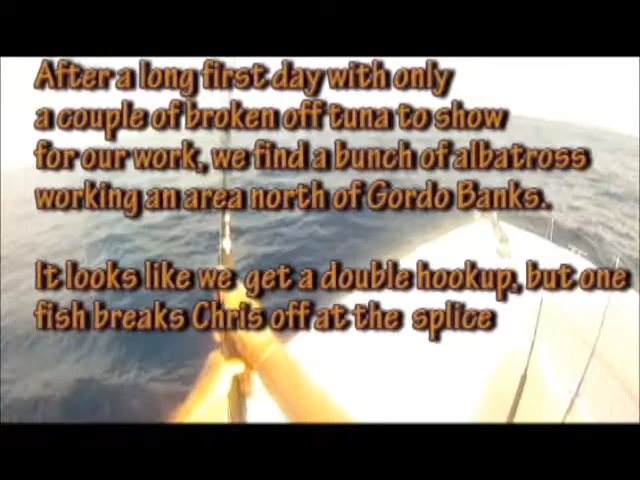 After a long first day with only
a couple of broken off tuna to show
for our work, we find a bunch of albatross
working an area north of Gordo Banks.
It looks like we get a double hookup, but one
fish breaks Chris off at the splice